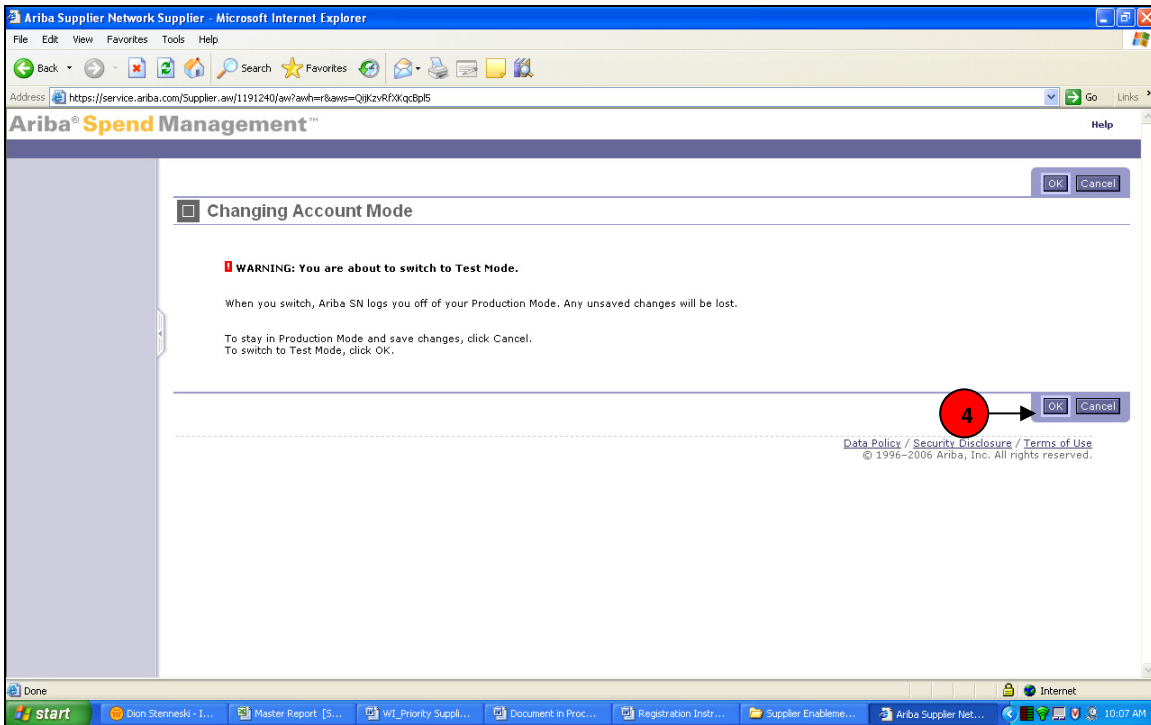 Ariba Supplier Network Supplier - Microsoft Internet Explorer
File Edit View Favorites Tools Help
Back Search Favorites
Address https://service.ariba.com/Supplier.aw/1191240/aw?awh=r&aws=QijKzvRfXKqcBpl5 Go Links
Ariba® Spend Management™ Help
OK Cancel
Changing Account Mode
! WARNING: You are about to switch to Test Mode.
When you switch, Ariba SN logs you off of your Production Mode. Any unsaved changes will be lost.
To stay in Production Mode and save changes, click Cancel.
To switch to Test Mode, click OK.
4 OK Cancel
Data Policy / Security Disclosure / Terms of Use
© 1996-2006 Ariba, Inc. All rights reserved.
Done Internet
start Dion Stenneski - I... Master Report [S... WI_Priority Suppli... Document in Proc... Registration Instr... Supplier Enableme... Ariba Supplier Net... 10:07 AM